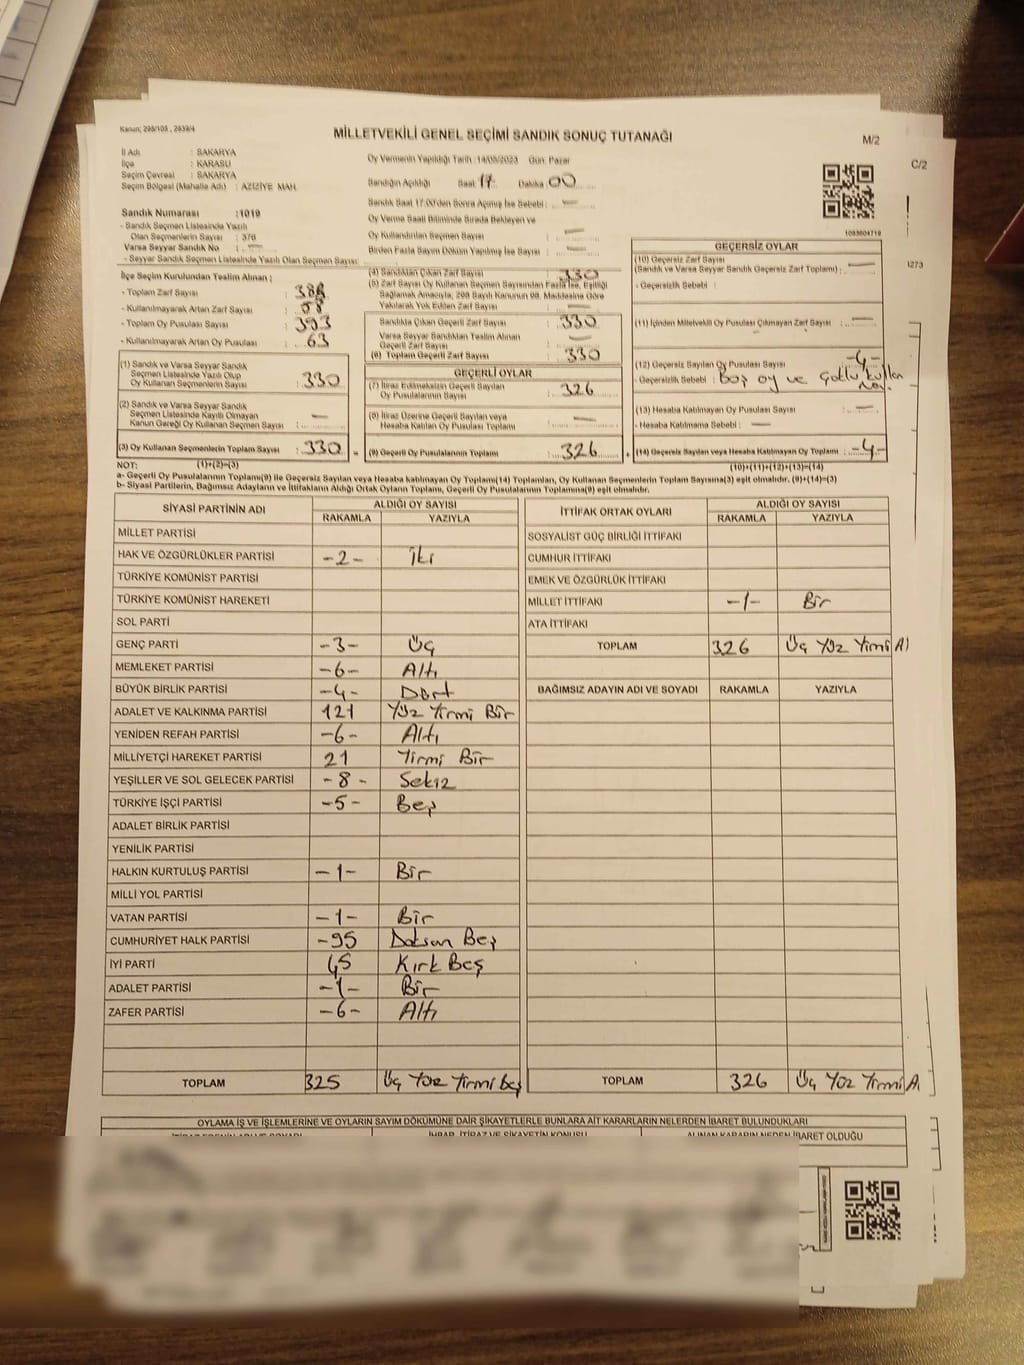 Kanun; 298/105 , 2839/4
MİLLETVEKİLİ GENEL SEÇİMİ SANDIK SONUÇ TUTANAĞI
M/2
C/2
İl Adı : SAKARYA
İlçe : KARASU
Seçim Çevresi : SAKARYA
Seçim Bölgesi (Mahalle Adı) : AZİZİYE MAH.
Oy Vermenin Yapıldığı Tarih : 14/05/2023 Gün: Pazar
Sandığın Açıldığı Saat: 17 Dakika: 00
Sandık Saat 17.00'den Sonra Açılmış İse Sebebi : —
Oy Verme Saati Bitiminde Sırada Bekleyen ve
Oy Kullandırılan Seçmen Sayısı : —
Birden Fazla Sayım Döküm Yapılmış İse Sayısı : —
1083604719
1273
Sandık Numarası : 1019
- Sandık Seçmen Listesinde Yazılı
Olan Seçmenlerin Sayısı : 376
Varsa Seyyar Sandık No : —
- Seyyar Sandık Seçmen Listesinde Yazılı Olan Seçmen Sayısı:
İlçe Seçim Kurulundan Teslim Alınan ;
- Toplam Zarf Sayısı : 388
- Kullanılmayarak Artan Zarf Sayısı : 58
- Toplam Oy Pusulası Sayısı : 393
- Kullanılmayarak Artan Oy Pusulası : 63
(1) Sandık ve Varsa Seyyar Sandık
Seçmen Listesinde Yazılı Olup
Oy Kullanan Seçmenlerin Sayısı : 330
(2) Sandık ve Varsa Seyyar Sandık
Seçmen Listesinde Kayıtlı Olmayan
Kanun Gereği Oy Kullanan Seçmen Sayısı : —
(3) Oy Kullanan Seçmenlerin Toplam Sayısı : 330
(4) Sandıktan Çıkan Zarf Sayısı : 330
(5) Zarf Sayısı Oy Kullanan Seçmen Sayısından Fazla İse, Eşitliği
Sağlamak Amacıyla, 298 Sayılı Kanunun 98. Maddesine Göre
Yakılarak Yok Edilen Zarf Sayısı : —
Sandıkta Çıkan Geçerli Zarf Sayısı : 330
Varsa Seyyar Sandıktan Teslim Alınan
Geçerli Zarf Sayısı : —
(6) Toplam Geçerli Zarf Sayısı : 330
GEÇERLİ OYLAR
(7) İtiraz Edilmeksizin Geçerli Sayılan
Oy Pusulalarının Sayısı : 326
(8) İtiraz Üzerine Geçerli Sayılan veya
Hesaba Katılan Oy Pusulası Toplamı : —
= (9) Geçerli Oy Pusulalarının Toplamı : 326
GEÇERSİZ OYLAR
(10) Geçersiz Zarf Sayısı
(Sandık ve Varsa Seyyar Sandık Geçersiz Zarf Toplamı) : —
- Geçersizlik Sebebi :
(11) İçinden Milletvekili Oy Pusulası Çıkmayan Zarf Sayısı : —
(12) Geçersiz Sayılan Oy Pusulası Sayısı : -4-
- Geçersizlik Sebebi : Boş oy ve Çoklu kullan
(13) Hesaba Katılmayan Oy Pusulası Sayısı : —
- Hesaba Katılmama Sebebi : —
+ (14) Geçersiz Sayılan veya Hesaba Katılmayan Oy Toplamı : -4-
NOT: (1)+(2)=(3) (10)+(11)+(12)+(13)=(14)
a- Geçerli Oy Pusulalarının Toplamı(9) ile Geçersiz Sayılan veya Hesaba katılmayan Oy Toplam(14) Toplamları, Oy Kullanan Seçmenlerin Toplam Sayısına(3) eşit olmalıdır. (9)+(14)=(3)
b- Siyasi Partilerin, Bağımsız Adayların ve İttifakların Aldığı Ortak Oyların Toplamı, Geçerli Oy Pusulalarının Toplamına(9) eşit olmalıdır.
SİYASİ PARTİNİN ADI ALDIĞI OY SAYISI
RAKAMLA YAZIYLA
MİLLET PARTİSİ
HAK VE ÖZGÜRLÜKLER PARTİSİ -2- İki
TÜRKİYE KOMÜNİST PARTİSİ
TÜRKİYE KOMÜNİST HAREKETİ
SOL PARTİ
GENÇ PARTİ -3- Üç
MEMLEKET PARTİSİ -6- Altı
BÜYÜK BİRLİK PARTİSİ -4- Dört
ADALET VE KALKINMA PARTİSİ 121 Yüz Yirmi Bir
YENİDEN REFAH PARTİSİ -6- Altı
MİLLİYETÇİ HAREKET PARTİSİ 21 Yirmi Bir
YEŞİLLER VE SOL GELECEK PARTİSİ -8- Sekiz
TÜRKİYE İŞÇİ PARTİSİ -5- Beş
ADALET BİRLİK PARTİSİ
YENİLİK PARTİSİ
HALKIN KURTULUŞ PARTİSİ -1- Bir
MİLLİ YOL PARTİSİ
VATAN PARTİSİ -1- Bir
CUMHURİYET HALK PARTİSİ -95 Doksan Beş
İYİ PARTİ 45 Kırk Beş
ADALET PARTİSİ -1- Bir
ZAFER PARTİSİ -6- Altı
TOPLAM 325 Üç Yüz Yirmi beş
İTTİFAK ORTAK OYLARI ALDIĞI OY SAYISI
RAKAMLA YAZIYLA
SOSYALİST GÜÇ BİRLİĞİ İTTİFAKI
CUMHUR İTTİFAKI
EMEK VE ÖZGÜRLÜK İTTİFAKI
MİLLET İTTİFAKI -1- Bir
ATA İTTİFAKI
TOPLAM 326 Üç Yüz Yirmi Al
BAĞIMSIZ ADAYIN ADI VE SOYADI RAKAMLA YAZIYLA
TOPLAM 326 Üç Yüz Yirmi A
OYLAMA İŞ VE İŞLEMLERİNE VE OYLARIN SAYIM DÖKÜMÜNE DAİR ŞİKAYETLERLE BUNLARA AİT KARARLARIN NELERDEN İBARET BULUNDUKLARI
İHBAR, İTİRAZ VE ŞİKAYETİN KONUSU ALINAN KARARIN NEDEN İBARET OLDUĞU